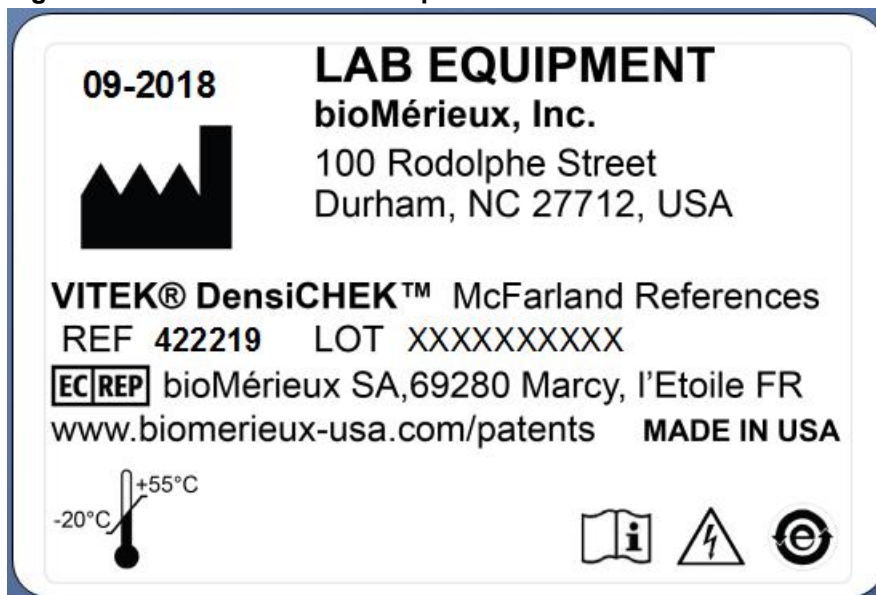 09-2018
LAB EQUIPMENT
bioMérieux, Inc.
100 Rodolphe Street
Durham, NC 27712, USA
VITEK® DensiCHEK™ McFarland References
REF 422219 LOT XXXXXXXXXX
EC REP bioMérieux SA,69280 Marcy, l'Etoile FR
www.biomerieux-usa.com/patents MADE IN USA
+55°C
-20°C
i
e